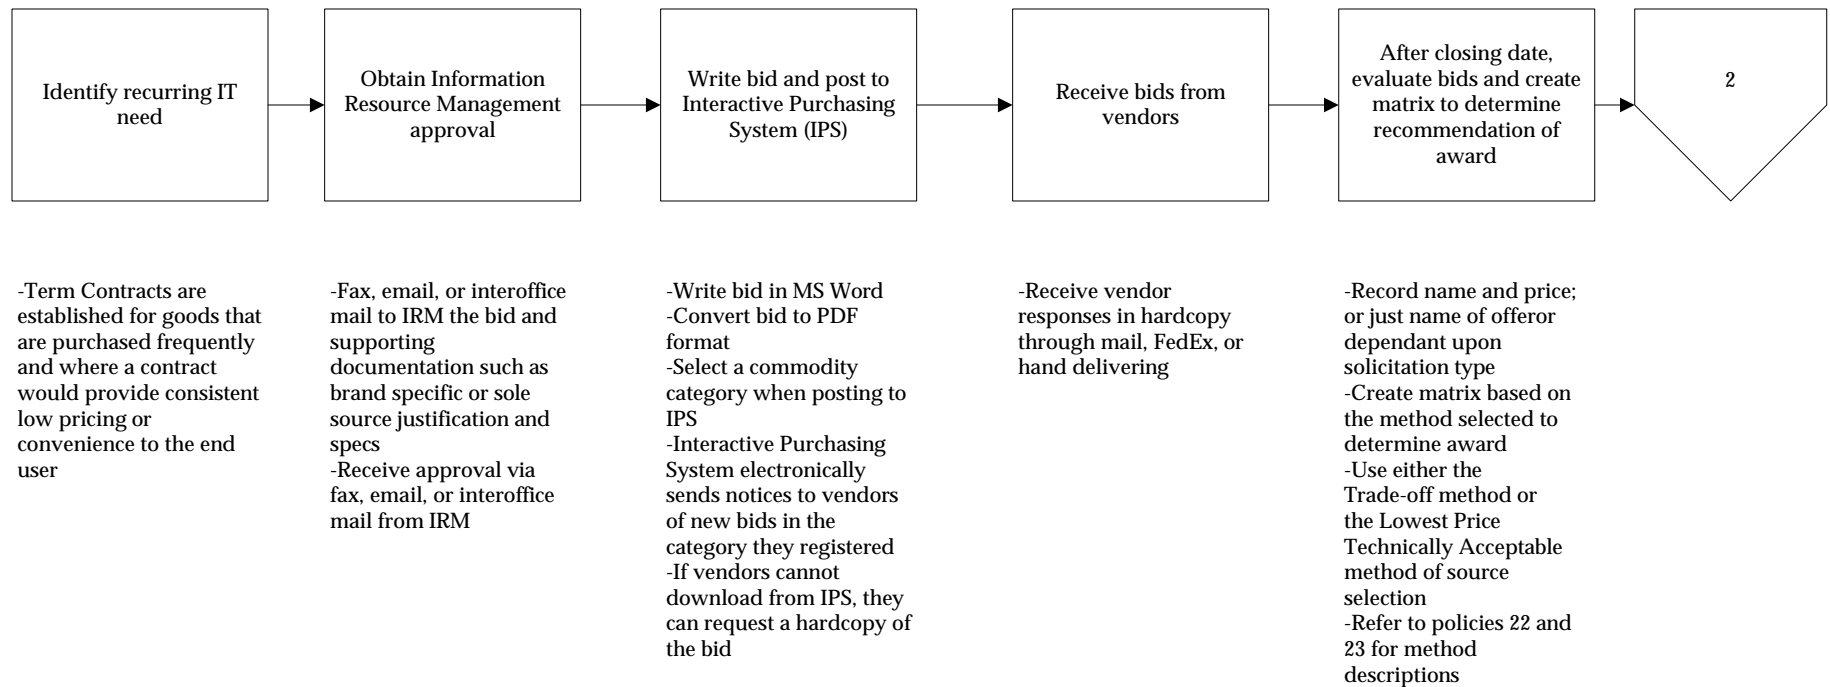 Identify recurring IT
need
Obtain Information
Resource Management
approval
Write bid and post to
Interactive Purchasing
System (IPS)
Receive bids from
vendors
After closing date,
evaluate bids and create
matrix to determine
recommendation of
award
2
-Term Contracts are
established for goods that
are purchased frequently
and where a contract
would provide consistent
low pricing or
convenience to the end
user
-Fax, email, or interoffice
mail to IRM the bid and
supporting
documentation such as
brand specific or sole
source justification and
specs
-Receive approval via
fax, email, or interoffice
mail from IRM
-Write bid in MS Word
-Convert bid to PDF
format
-Select a commodity
category when posting to
IPS
-Interactive Purchasing
System electronically
sends notices to vendors
of new bids in the
category they registered
-If vendors cannot
download from IPS, they
can request a hardcopy of
the bid
-Receive vendor
responses in hardcopy
through mail, FedEx, or
hand delivering
-Record name and price;
or just name of offeror
dependant upon
solicitation type
-Create matrix based on
the method selected to
determine award
-Use either the
Trade-off method or
the Lowest Price
Technically Acceptable
method of source
selection
-Refer to policies 22 and
23 for method
descriptions